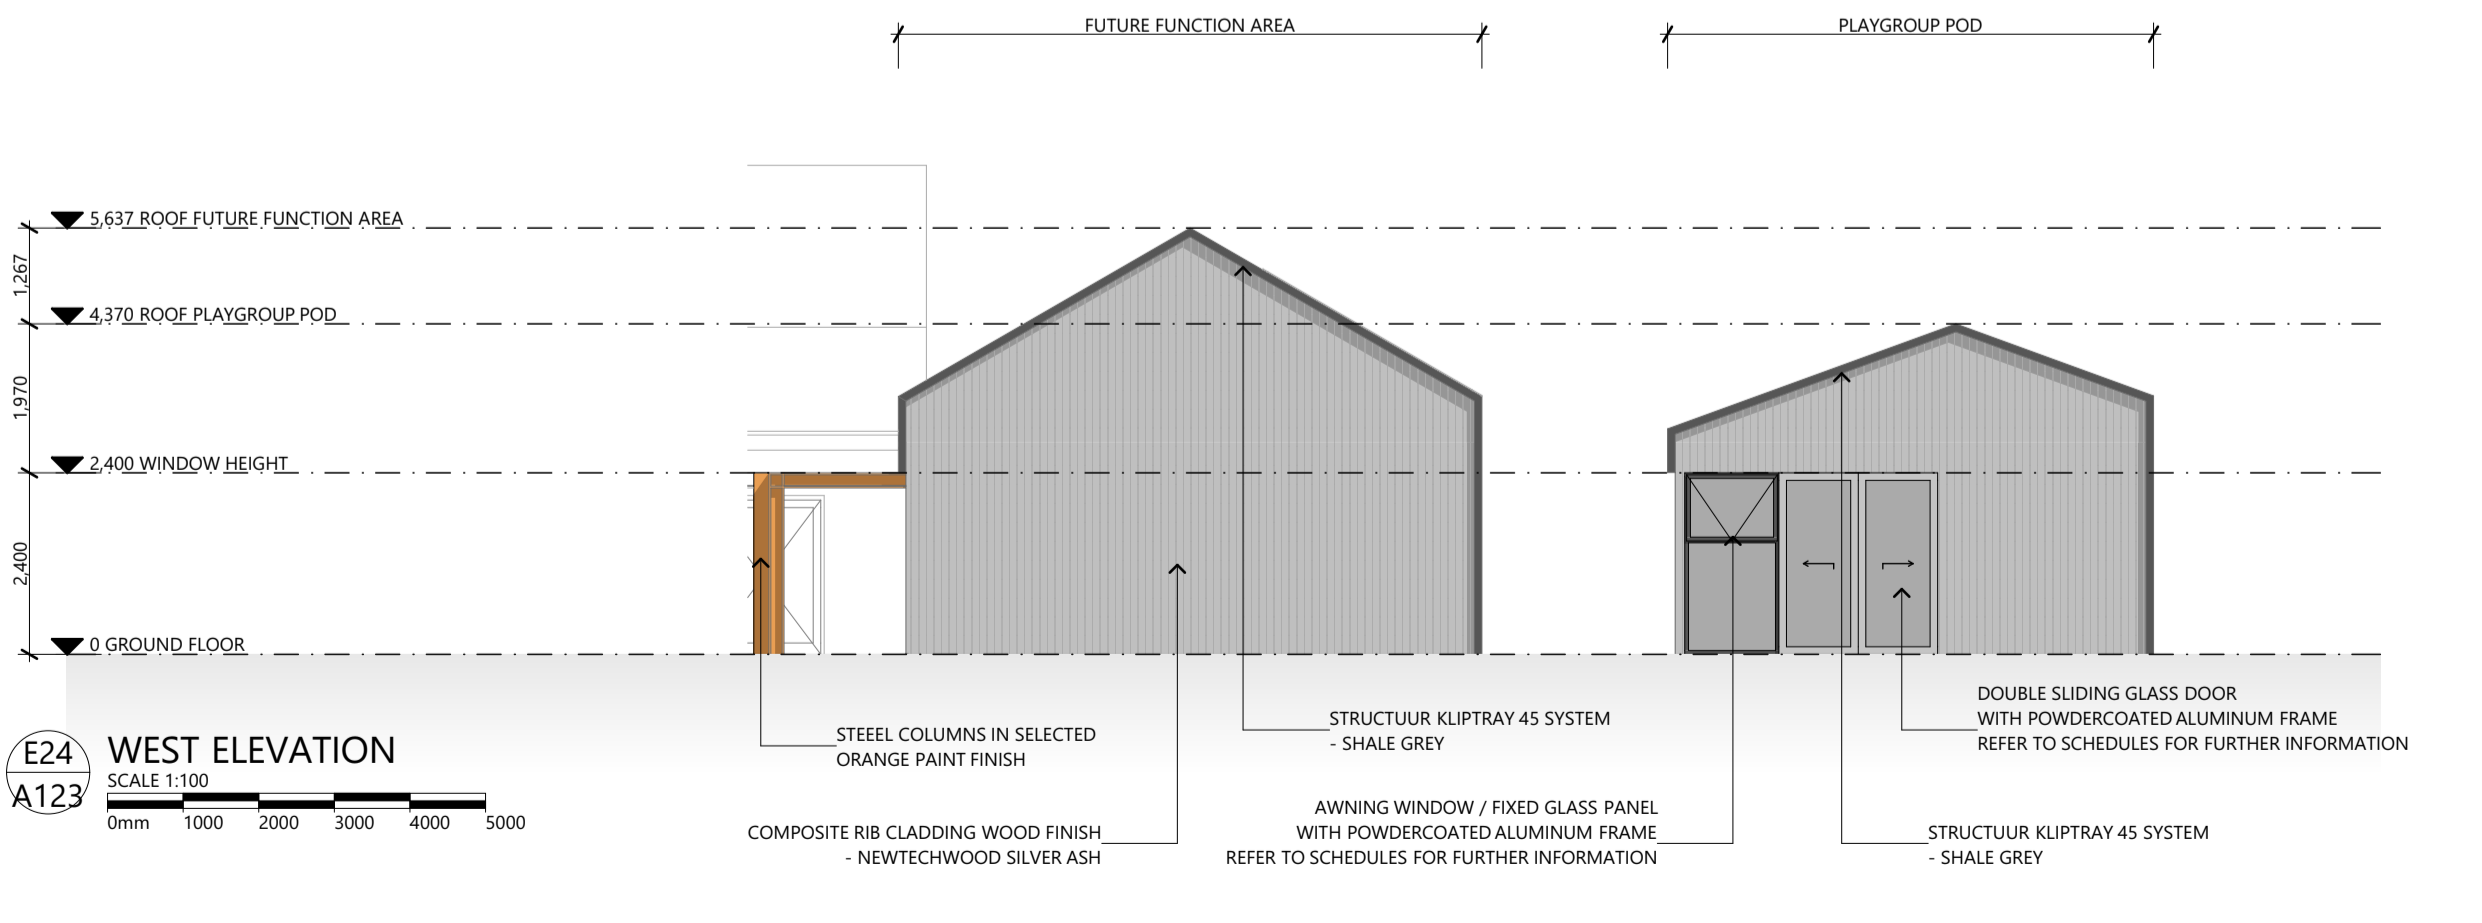 FUTURE FUNCTION AREA
PLAYGROUP POD
5,637 ROOF FUTURE FUNCTION AREA
1,267
4,370 ROOF PLAYGROUP POD
1,970
2,400 WINDOW HEIGHT
2,400
0 GROUND FLOOR
E24
A123
WEST ELEVATION
SCALE 1:100
0mm 1000 2000 3000 4000 5000
STEEEL COLUMNS IN SELECTED
ORANGE PAINT FINISH
COMPOSITE RIB CLADDING WOOD FINISH
- NEWTECHWOOD SILVER ASH
STRUCTUUR KLIPTRAY 45 SYSTEM
- SHALE GREY
AWNING WINDOW / FIXED GLASS PANEL
WITH POWDERCOATED ALUMINUM FRAME
REFER TO SCHEDULES FOR FURTHER INFORMATION
DOUBLE SLIDING GLASS DOOR
WITH POWDERCOATED ALUMINUM FRAME
REFER TO SCHEDULES FOR FURTHER INFORMATION
STRUCTUUR KLIPTRAY 45 SYSTEM
- SHALE GREY